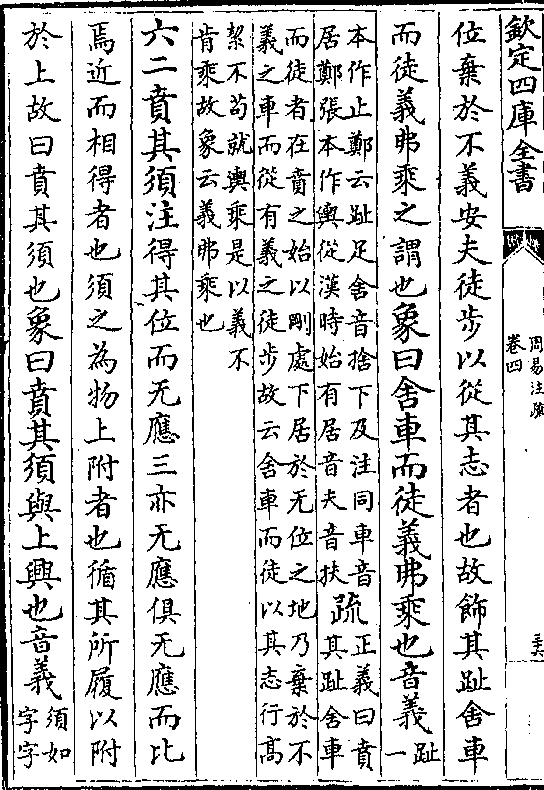 欽定四庫全書
周易注疏
卷四
位棄於不義安夫徒步以從其志者也故飾其趾舍車
而徒義弗乗之謂也象曰舍車而徒義弗乗也音義趾一
本作止鄭云趾足舍音捨下及注同車音
居鄭張本作輿從漢時始有居音夫音扶
疏正義曰賁
其趾舍車
而徒者在賁之始以剛處下居於无位之地乃棄於不
義之車而從有義之徒步故云舍車而徒以其志行髙
絜不苟就輿乗是以義不
肯乗故象云義弗乗也
六二賁其須注得其位而无應三亦无應俱无應而比
焉近而相得者也須之為物上附者也循其所履以附
於上故曰賁其須也象曰賁其須與上興也音義須如
字字